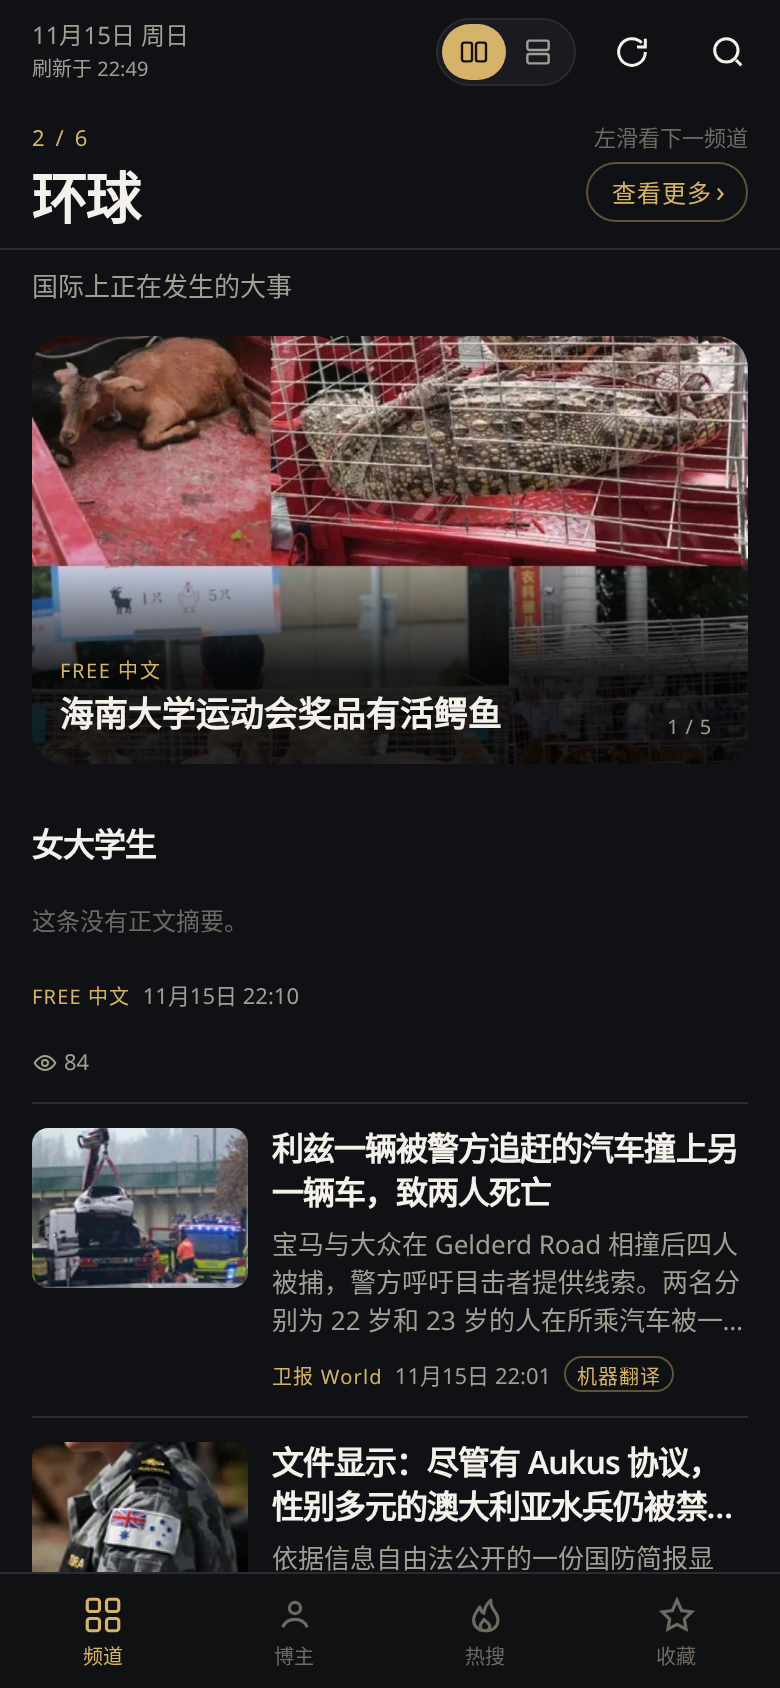 11月15日 周日
刷新于 22:49
2 / 6
左滑看下一频道
环球
查看更多 ›
国际上正在发生的大事
1只
5只
FREE 中文
海南大学运动会奖品有活鳄鱼
1 / 5
女大学生
这条没有正文摘要。
FREE 中文 11月15日 22:10
84
利兹一辆被警方追赶的汽车撞上另
一辆车，致两人死亡
宝马与大众在 Gelderd Road 相撞后四人
被捕，警方呼吁目击者提供线索。两名分
别为 22 岁和 23 岁的人在所乘汽车被一...
卫报 World 11月15日 22:01 机器翻译
文件显示：尽管有 Aukus 协议，
性别多元的澳大利亚水兵仍被禁...
依据信息自由法公开的一份国防简报显
频道
博主
热搜
收藏